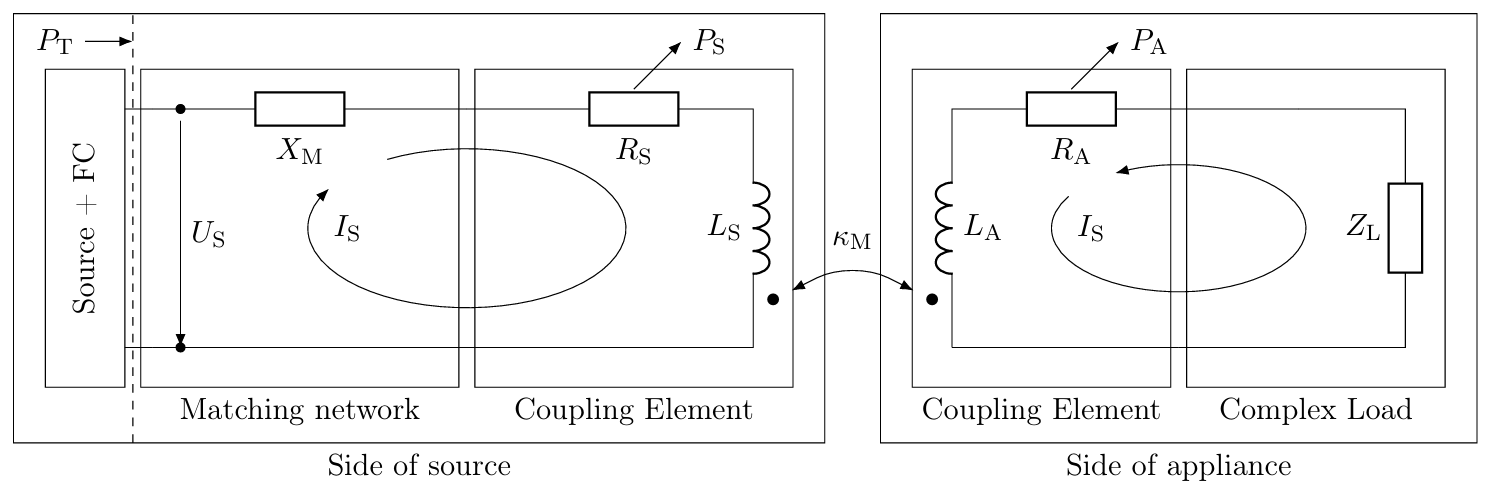 P_T
P_S
P_A
Source + FC
X_M
R_S
R_A
U_S
I_S
L_S
κ_M
L_A
I_S
Z_L
Matching network
Coupling Element
Coupling Element
Complex Load
Side of source
Side of appliance